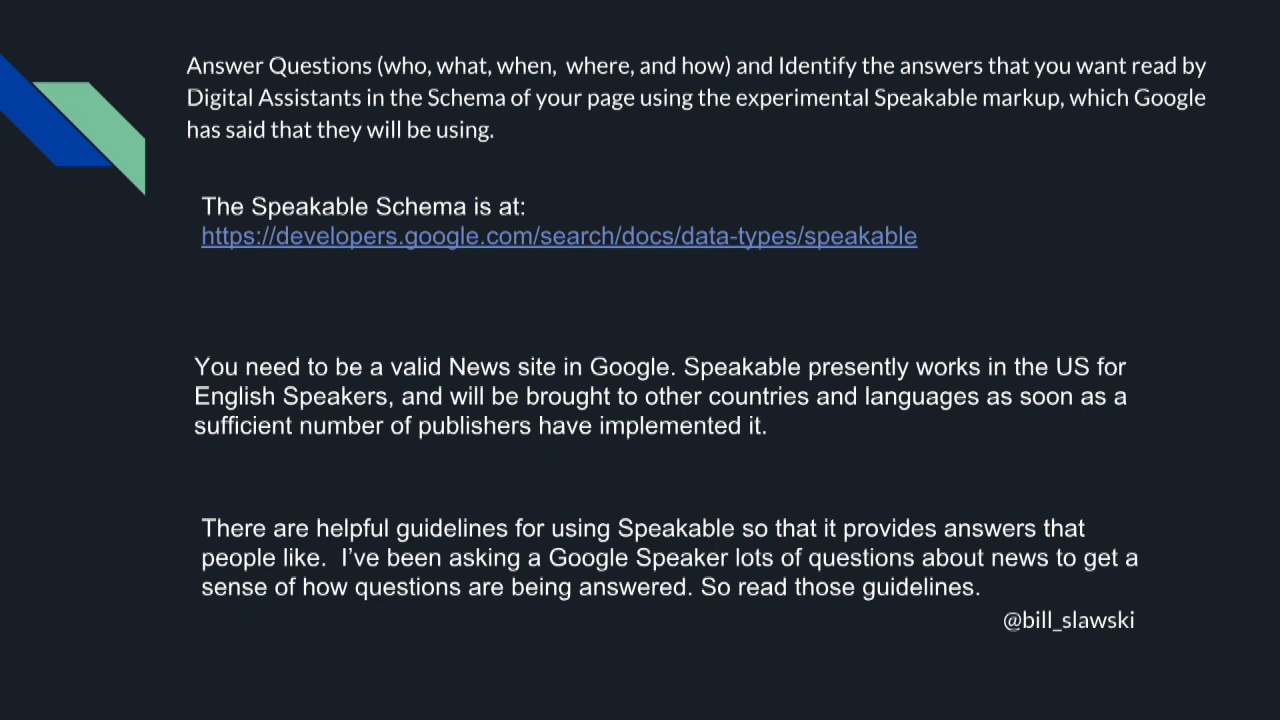 Answer Questions (who, what, when,  where, and how) and Identify the answers that you want read by
Digital Assistants in the Schema of your page using the experimental Speakable markup, which Google
has said that they will be using.
The Speakable Schema is at:
https://developers.google.com/search/docs/data-types/speakable
You need to be a valid News site in Google. Speakable presently works in the US for
English Speakers, and will be brought to other countries and languages as soon as a
sufficient number of publishers have implemented it.
There are helpful guidelines for using Speakable so that it provides answers that
people like.  I’ve been asking a Google Speaker lots of questions about news to get a
sense of how questions are being answered. So read those guidelines.
@bill_slawski